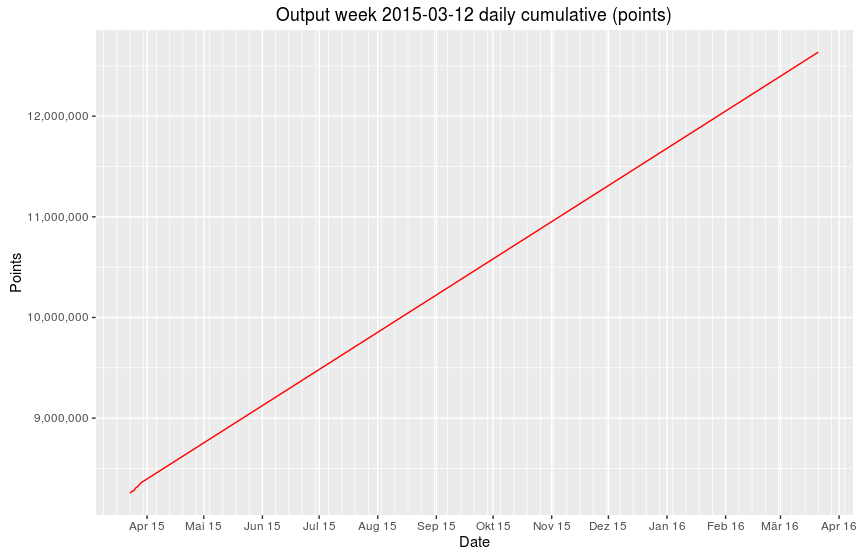 Output week 2015-03-12 daily cumulative (points)
12,000,000
11,000,000
10,000,000
9,000,000
Points
Apr 15 Mai 15 Jun 15 Jul 15 Aug 15 Sep 15 Okt 15 Nov 15 Dez 15 Jan 16 Feb 16 Mär 16 Apr 16
Date